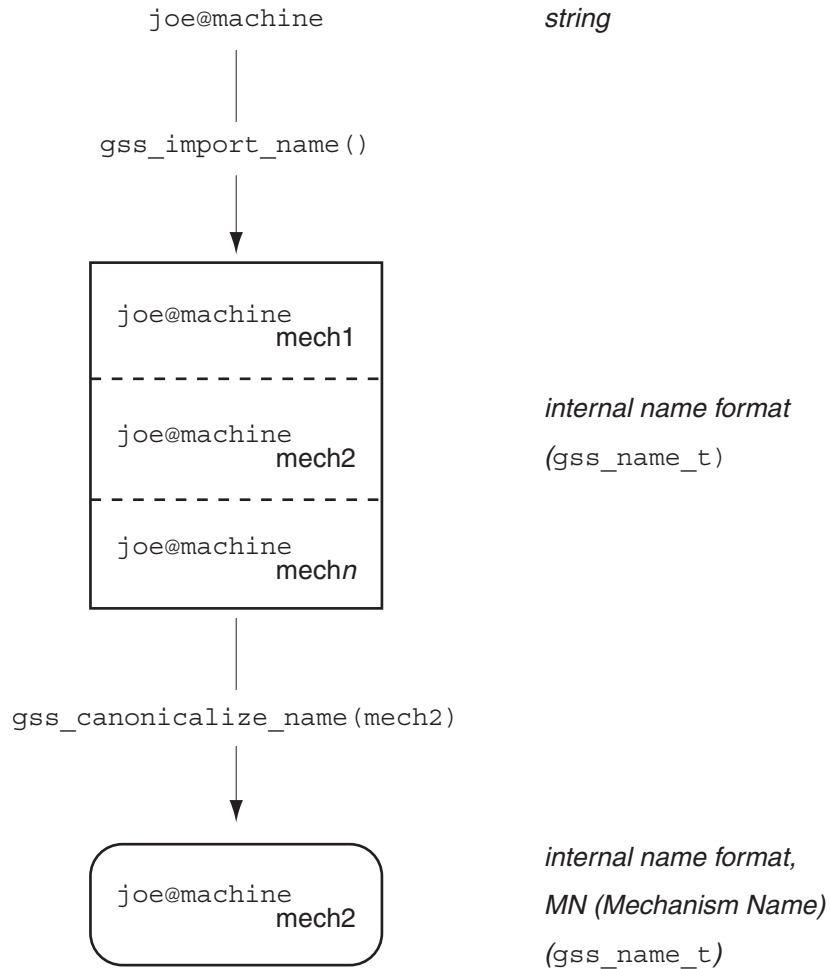 joe@machine
string
gss_import_name()
joe@machine
mech1
joe@machine
mech2
joe@machine
mechn
internal name format
(gss_name_t)
gss_canonicalize_name(mech2)
joe@machine
mech2
internal name format,
MN (Mechanism Name)
(gss_name_t)